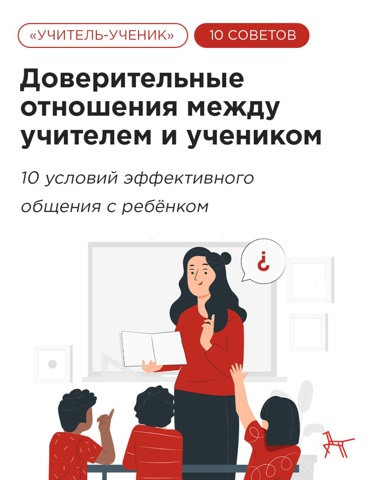 «УЧИТЕЛЬ-УЧЕНИК» 10 СОВЕТОВ
Доверительные
отношения между
учителем и учеником
10 условий эффективного
общения с ребёнком
¿